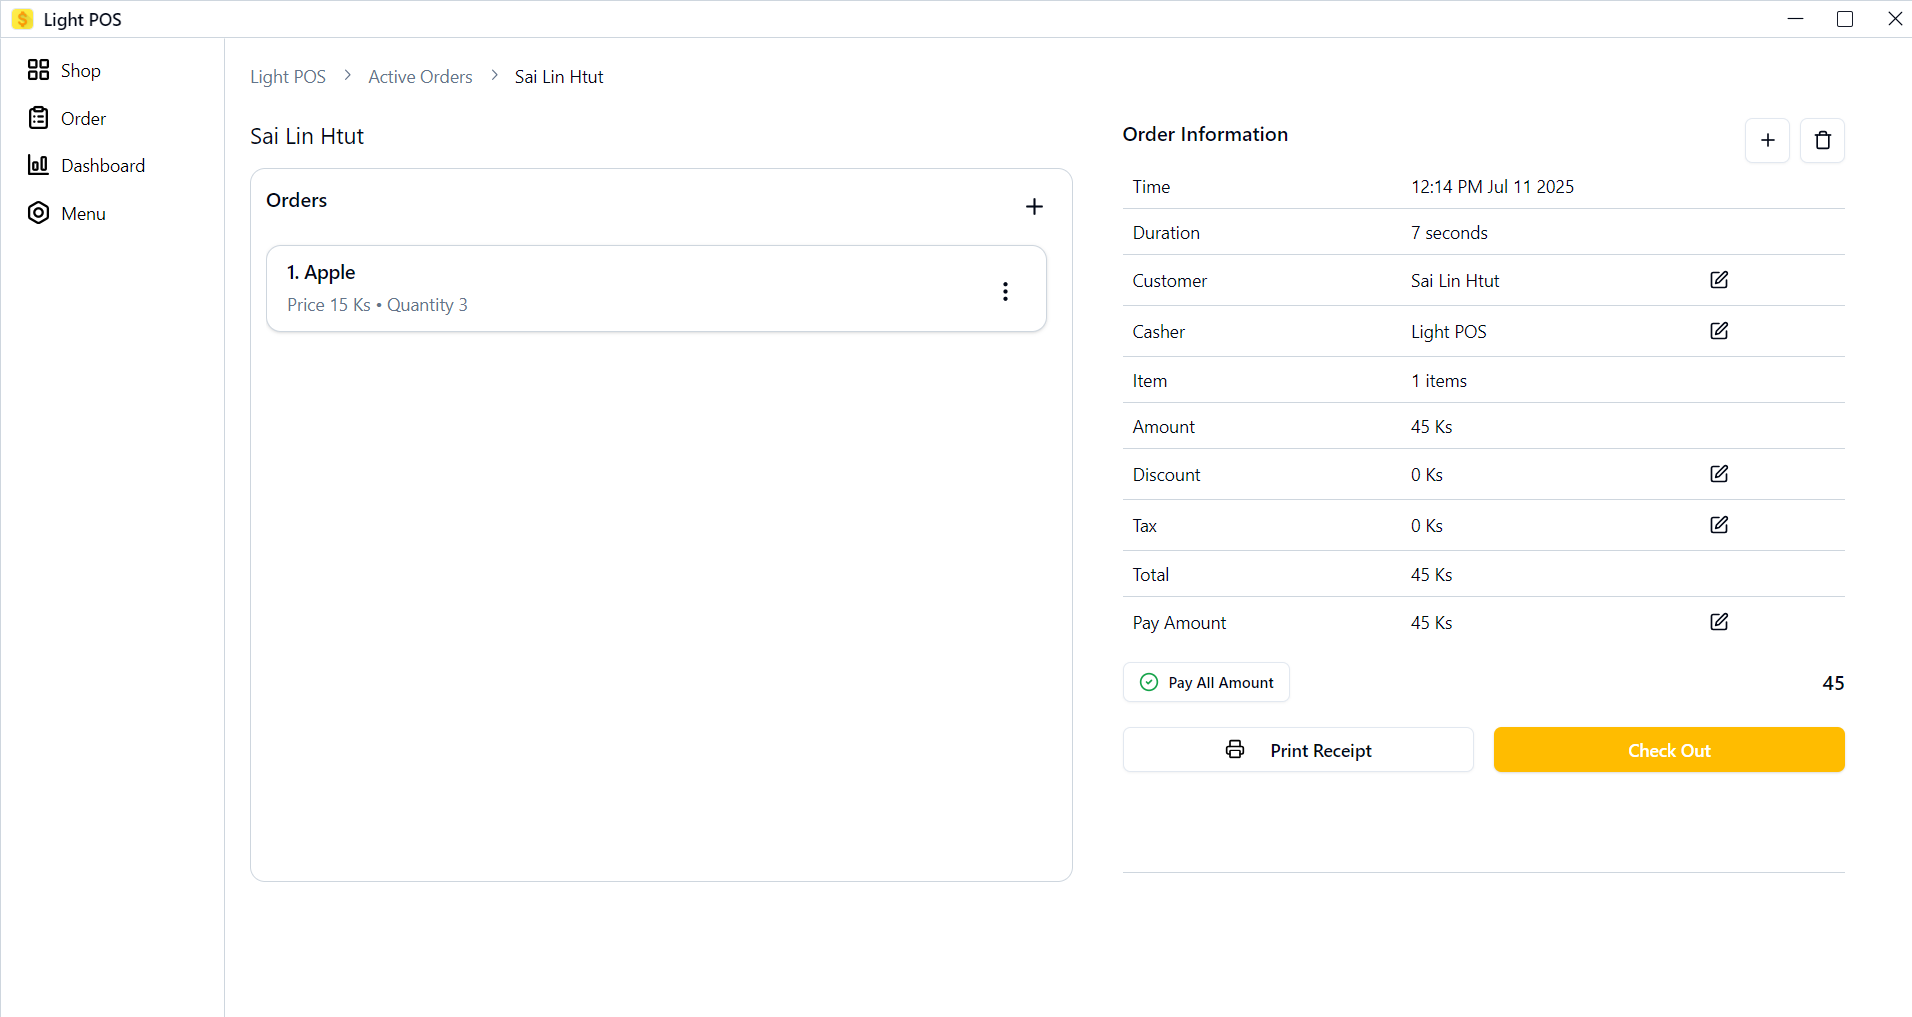 Light POS
Shop
Order
Dashboard
Menu
Light POS > Active Orders > Sai Lin Htut
Sai Lin Htut
Orders
1. Apple
Price 15 Ks • Quantity 3
Order Information
Time 12:14 PM Jul 11 2025
Duration 7 seconds
Customer Sai Lin Htut
Casher Light POS
Item 1 items
Amount 45 Ks
Discount 0 Ks
Tax 0 Ks
Total 45 Ks
Pay Amount 45 Ks
Pay All Amount 45
Print Receipt Check Out